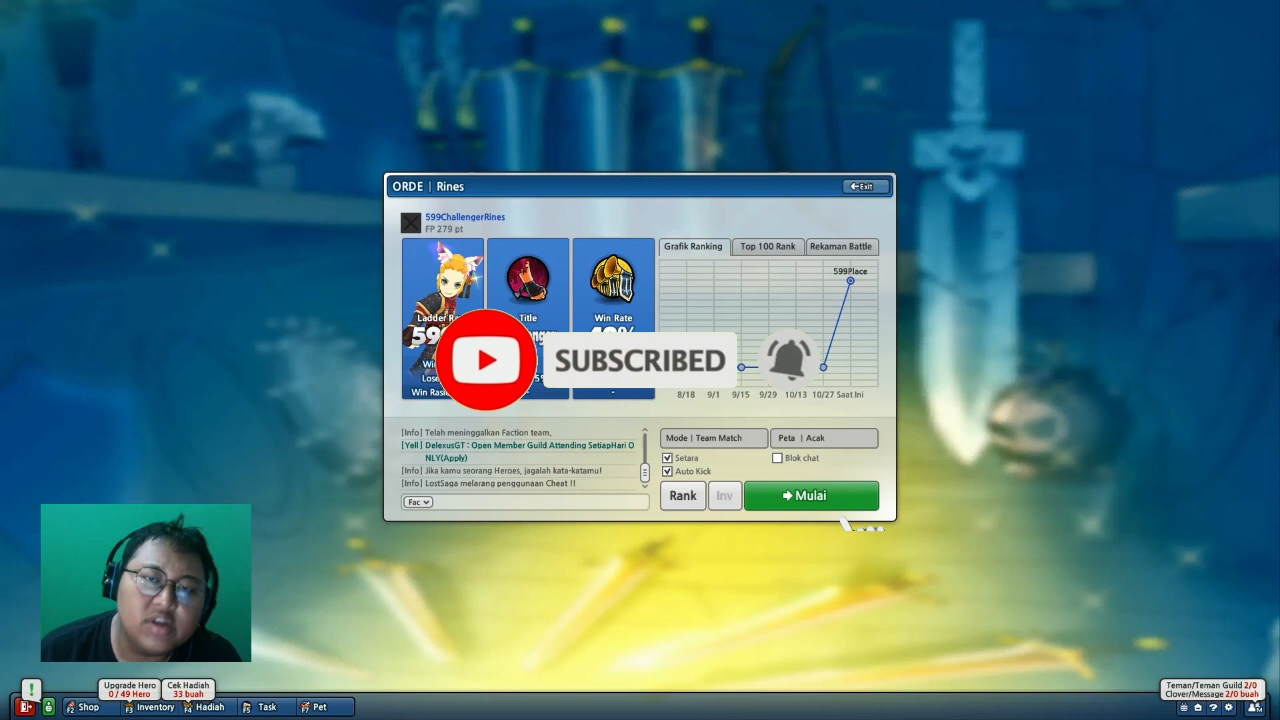 ORDE | Rines
Exit
599ChallengerRines
FP 279 pt
Grafik Ranking
Top 100 Rank
Rekaman Battle
599Place
Title
Win Rate
SUBSCRIBED
8/18 9/1 9/15 9/29 10/13 10/27 Saat Ini
[Info] Telah meninggalkan Faction team.
[Yell] DelexusGT : Open Member Guild Attending SetiapHari O
NLY(Apply)
[Info] Jika kamu seorang Heroes, jagalah kata-katamu!
[Info] LostSaga melarang penggunaan Cheat !!
Fac
Mode | Team Match
Peta | Acak
Setara
Blok chat
Auto Kick
Rank
Inv
Mulai
Upgrade Hero
0 / 49 Hero
Cek Hadiah
33 buah
F2 Shop
F3 Inventory
F4 Hadiah
F5 Task
Pet
Teman/Teman Guild 2/0
Clover/Message 2/0 buah